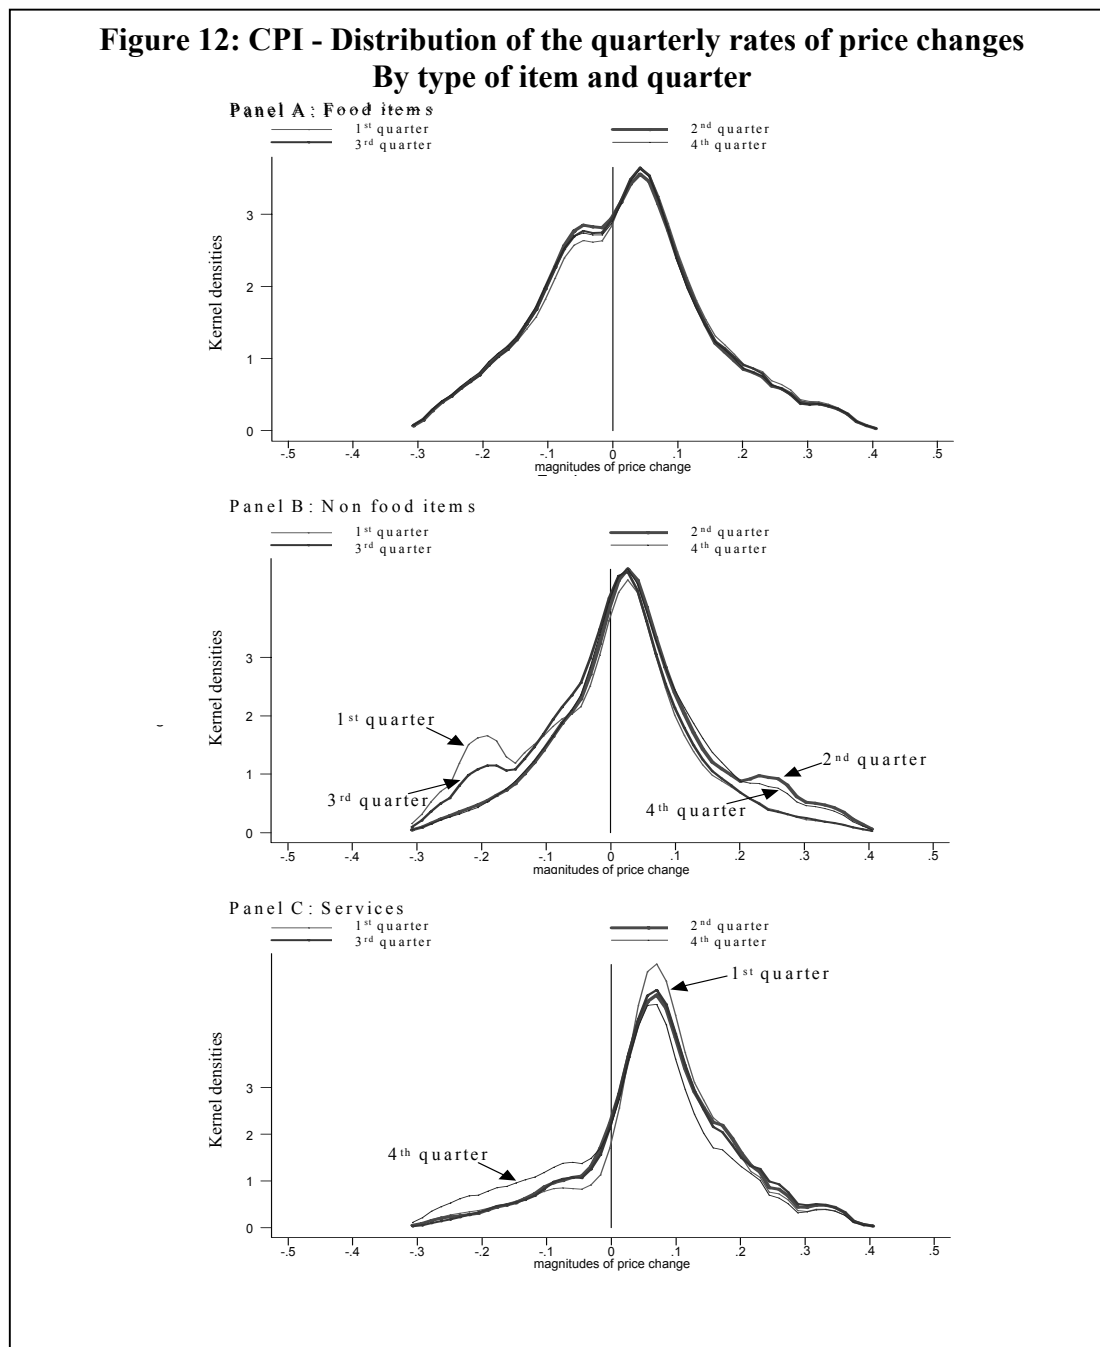 Figure 12: CPI - Distribution of the quarterly rates of price changes
By type of item and quarter
Panel A: Food items
1st quarter
2nd quarter
3rd quarter
4th quarter
Kernel densities
3
2
1
0
-.5 -.4 -.3 -.2 -.1 0 .1 .2 .3 .4 .5
magnitudes of price change
Panel B: Non food items
1st quarter
2nd quarter
3rd quarter
4th quarter
Kernel densities
3
2
1
0
1st quarter
3rd quarter
2nd quarter
4th quarter
-.5 -.4 -.3 -.2 -.1 0 .1 .2 .3 .4 .5
magnitudes of price change
Panel C: Services
1st quarter
2nd quarter
3rd quarter
4th quarter
Kernel densities
3
2
1
0
1st quarter
4th quarter
-.5 -.4 -.3 -.2 -.1 0 .1 .2 .3 .4 .5
magnitudes of price change